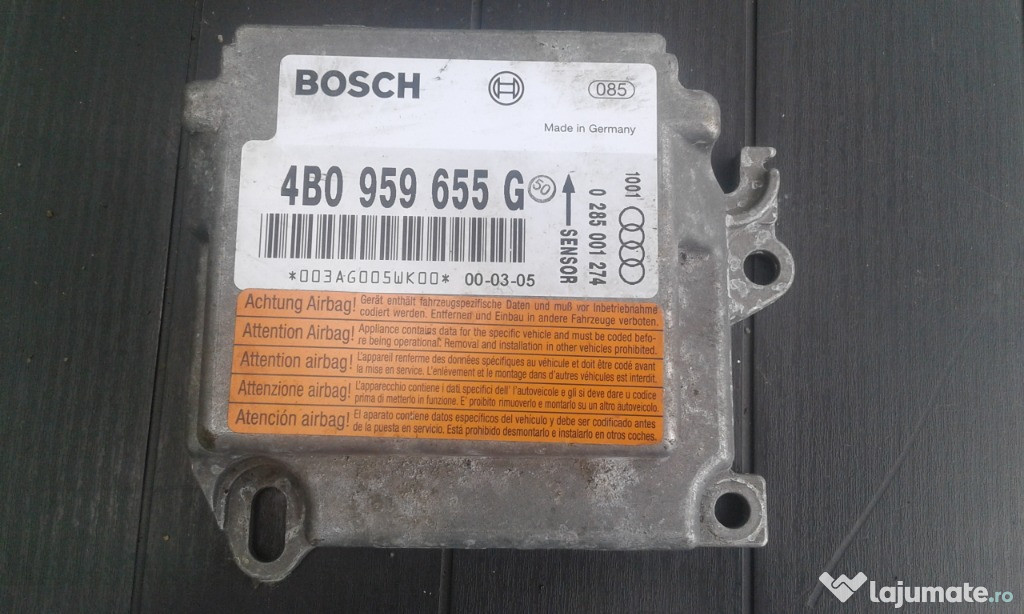 BOSCH
085
Made in Germany
4B0 959 655 G 50
SENSOR
0 285 001 274
1001
*003AG005WK00* 00-03-05
Achtung Airbag! Gerät enthält fahrzeugspezifische Daten und muß vor Inbetriebnahme
codiert werden. Entfernen und Einbau in andere Fahrzeuge verboten.
Attention Airbag! Appliance contains data for the specific vehicle and must be coded befo-
re being operational. Removal and installation in other vehicles prohibited.
Attention airbag! L'appareil renferme des données spécifiques au véhicule et doit être codé avant
la mise en service. L'enlèvement et le montage dans d'autres véhicules est interdit.
Attenzione airbag! L'apparecchio contiene i dati specifici dell' l'autoveicolo e gli si deve dare u codice
prima di metterlo in funzione. E' proibito rimuoverlo e montarlo su un altro autoveicolo
Atención airbag! El aparato contiene datos específicos del vehículo y debe ser codificado antes
de la puesta en servicio. Está prohibido desmontarlo e instalarlo en otros coches.
lajumate.ro